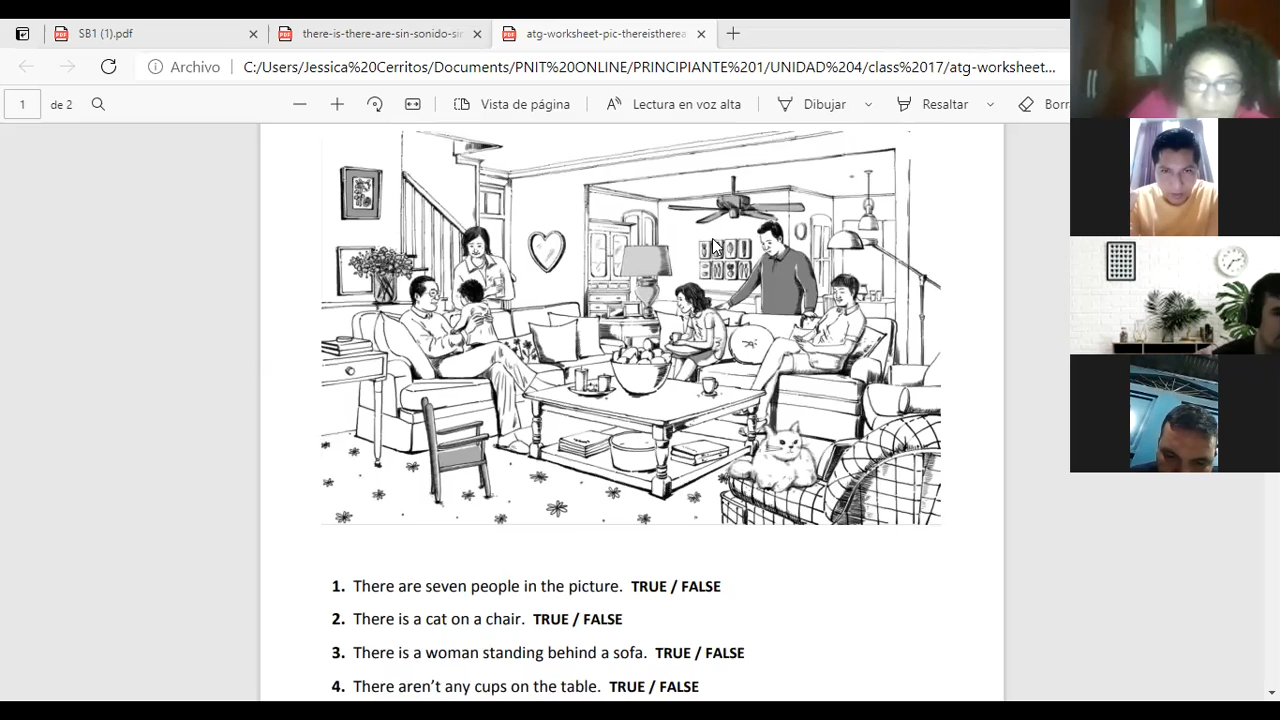 SB1 (1).pdf
there-is-there-are-sin-sonido-sir
atg-worksheet-pic-thereistherea
Archivo
C:/Users/Jessica%20Cerritos/Documents/PNIT%20ONLINE/PRINCIPIANTE%201/UNIDAD%204/class%2017/atg-worksheet...
1 de 2
Vista de página
Lectura en voz alta
Dibujar
Resaltar
Borr
1. There are seven people in the picture. TRUE / FALSE
2. There is a cat on a chair. TRUE / FALSE
3. There is a woman standing behind a sofa. TRUE / FALSE
4. There aren't any cups on the table. TRUE / FALSE